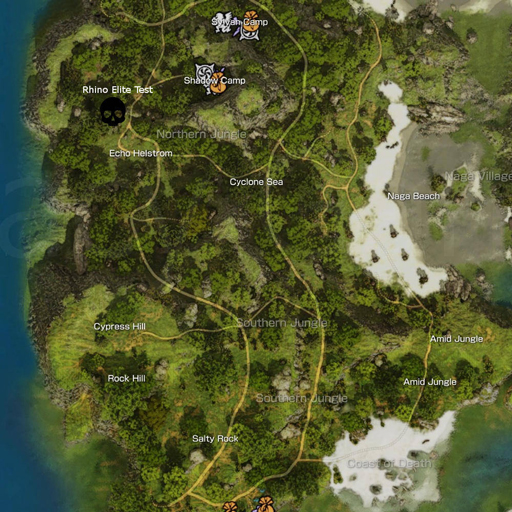 Sylvan Camp
Shadow Camp
Rhino Elite Test
Northern Jungle
Echo Helstrom...
Naga Village
Cyclone Sea
Naga Beach
Southern Jungle
Cypress Hill
Amid Jungle
Rock Hill
Amid Jungle
Southern Jungle
Salty Rock
Coast of Death